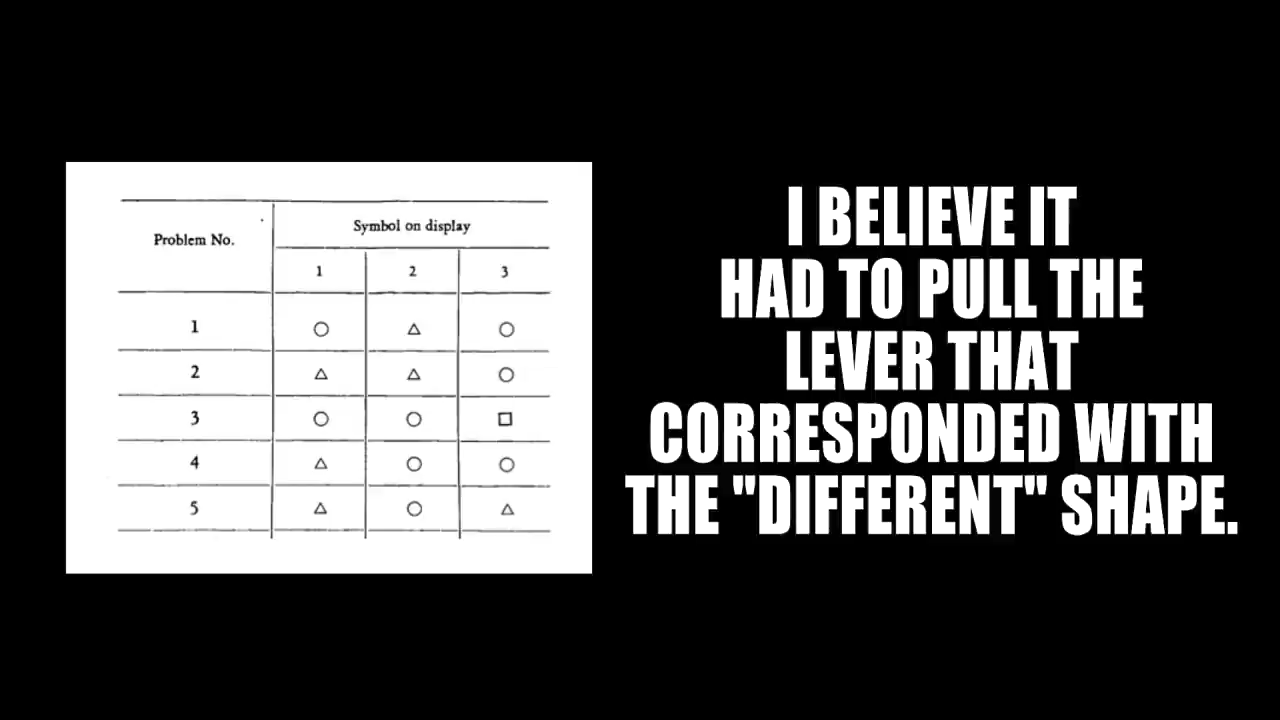 Problem No.
Symbol on display
1 2 3
1
2
3
4
5
I BELIEVE IT
HAD TO PULL THE
LEVER THAT
CORRESPONDED WITH
THE "DIFFERENT" SHAPE.